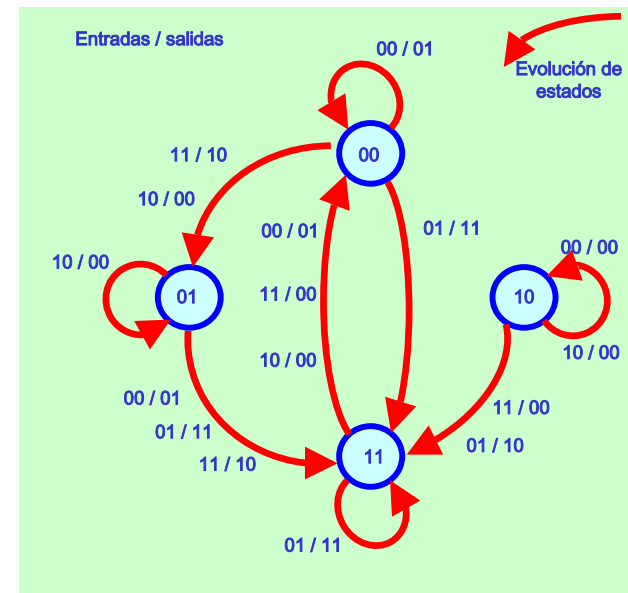 Entradas / salidas
Evolución de
estados
00 / 01
00
11 / 10
10 / 00
00 / 01
01 / 11
00 / 00
10 / 00
01
11 / 00
10
10 / 00
10 / 00
00 / 01
01 / 11
11 / 10
11 / 00
01 / 10
11
01 / 11